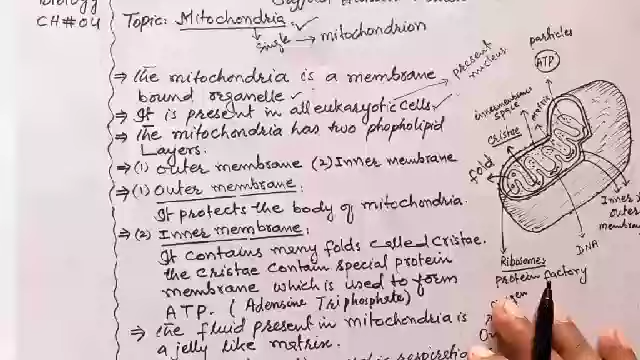 Biology
CH#04
Topic: Mitochondria
single → mitochondrion
⇒ The mitochondria is a membrane
bound organelle
⇒ It is present in all eukaryotic cells
present
nucleus
⇒ The mitochondria has two phopholipid
Layers.
⇒ (1) Outer membrane (2) Inner membrane
⇒ (1) Outer membrane:
It protects the body of mitochondria.
⇒ (2) Inner membrane:
It contains meny folds called Cristae.
The cristae contain special protein
membrane which is used to form
ATP. (Adensine Triphosphate)
⇒ The fluid present in mitochondria is
a jelly like matrix.
particles
ATP
intermembrane
space
matrix
cristae
fold
Inner
outer
DNA
Ribosomes
protein factory